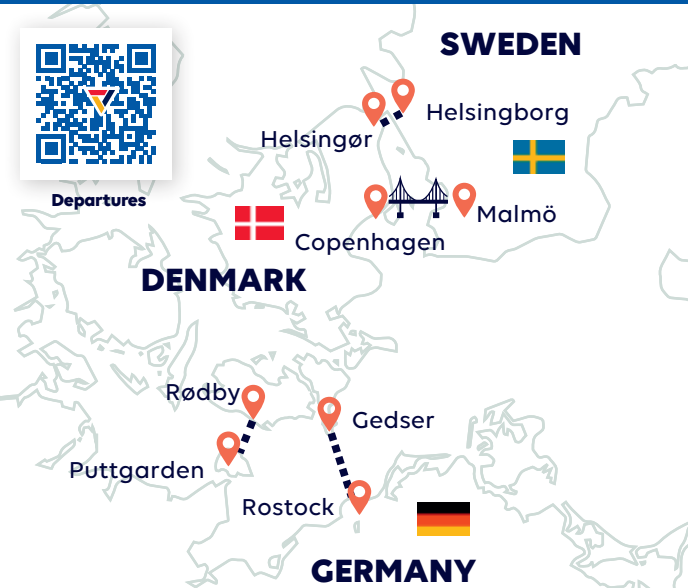 SWEDEN
Helsingborg
Helsingør
Departures
Malmö
Copenhagen
DENMARK
Rødby
Gedser
Puttgarden
Rostock
GERMANY